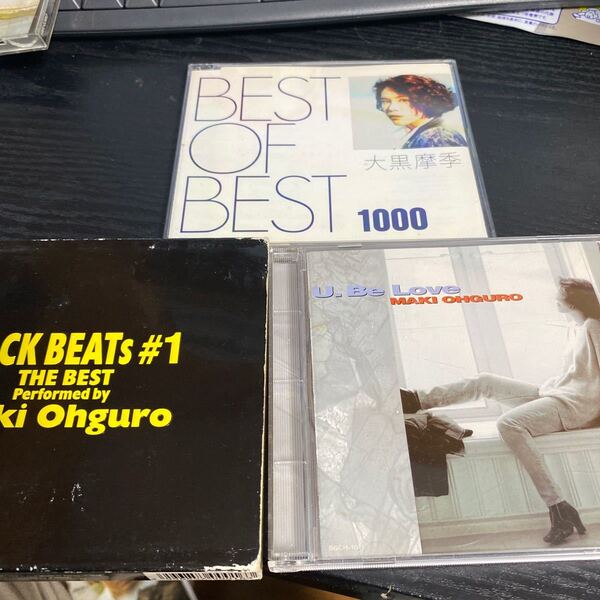 BEST
OF
BEST
1000
大黒摩季
U. Be Love
MAKI OHGURO
CK BEATs #1
THE BEST
Performed by
ki Ohguro